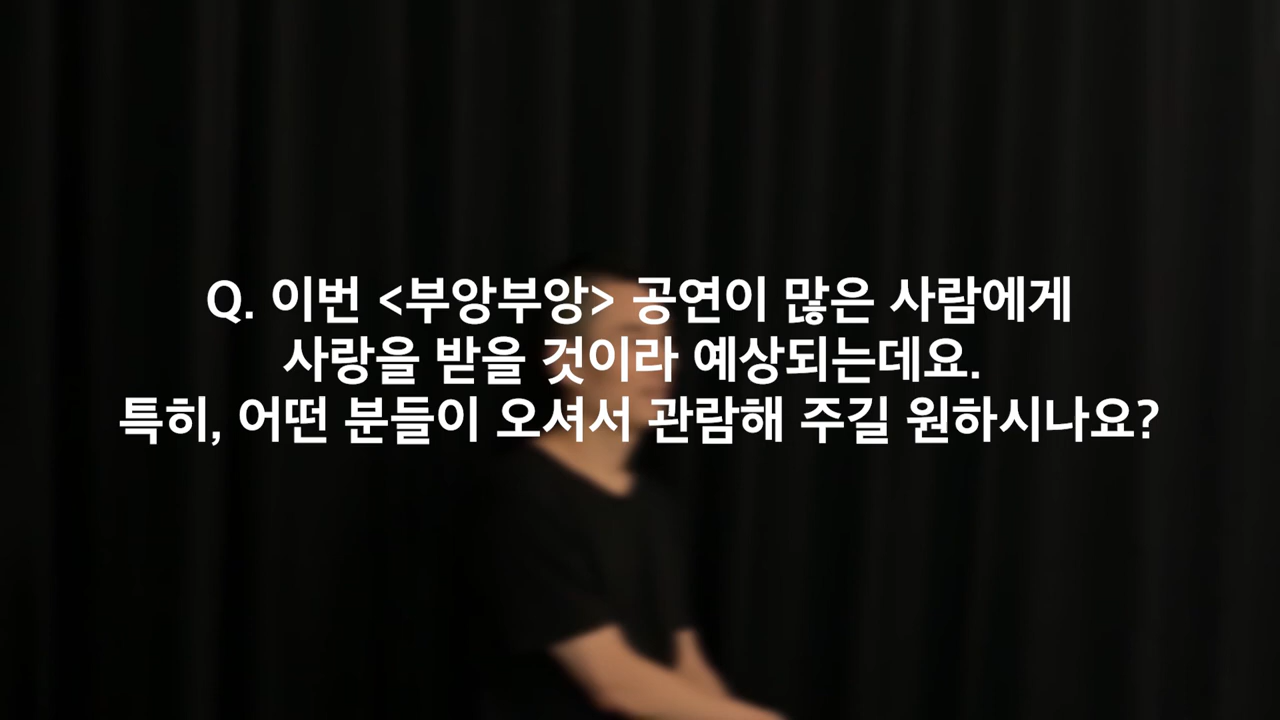 Q. 이번 <부앙부앙> 공연이 많은 사람에게
사랑을 받을 것이라 예상되는데요.
특히, 어떤 분들이 오셔서 관람해 주길 원하시나요?